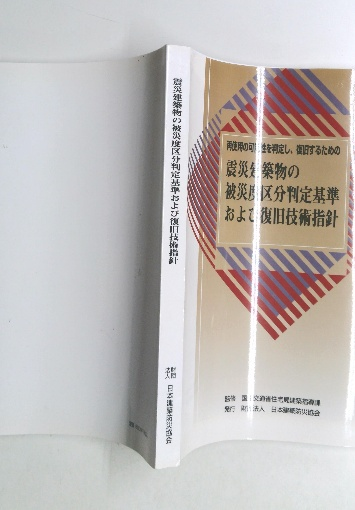 再使用の可能性を判定し、復旧するための
震災建築物の
被災度区分判定基準
および復旧技術指針
監修 国土交通省住宅局建築指導課
発行 財団法人 日本建築防災協会
震災建築物の被災度区分判定基準および復旧技術指針
財団法人 日本建築防災協会